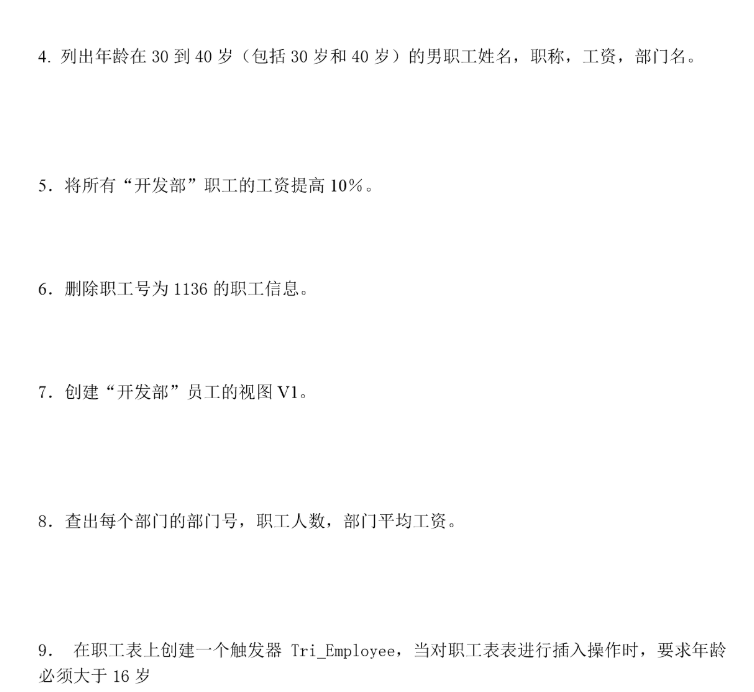 4. 列出年龄在 30 到 40 岁（包括 30 岁和 40 岁）的男职工姓名，职称，工资，部门名。
5．将所有“开发部”职工的工资提高 10％。
6．删除职工号为 1136 的职工信息。
7．创建“开发部”员工的视图 V1。
8．查出每个部门的部门号，职工人数，部门平均工资。
9． 在职工表上创建一个触发器 Tri_Employee，当对职工表表进行插入操作时，要求年龄
必须大于 16 岁